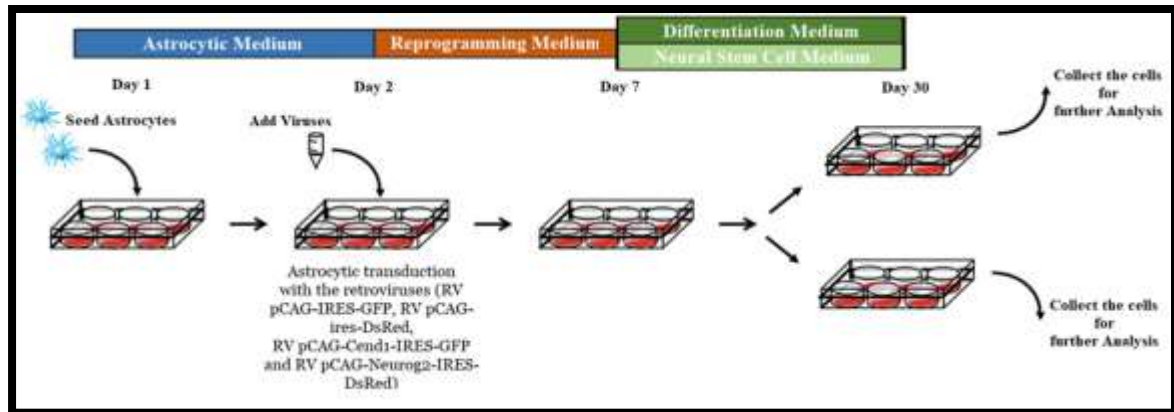 Astrocytic Medium
Reprogramming Medium
Differentiation Medium
Neural Stem Cell Medium
Day 1
Day 2
Day 7
Day 30
Seed Astrocytes
Add Viruses
Collect the cells
for
further Analysis
Astrocytic transduction
with the retroviruses (RV
pCAG-IRES-GFP, RV pCAG-
ires-DsRed,
RV pCAG-Cend1-IRES-GFP
and RV pCAG-Neurog2-IRES-
DsRed)
Collect the cells
for
further Analysis